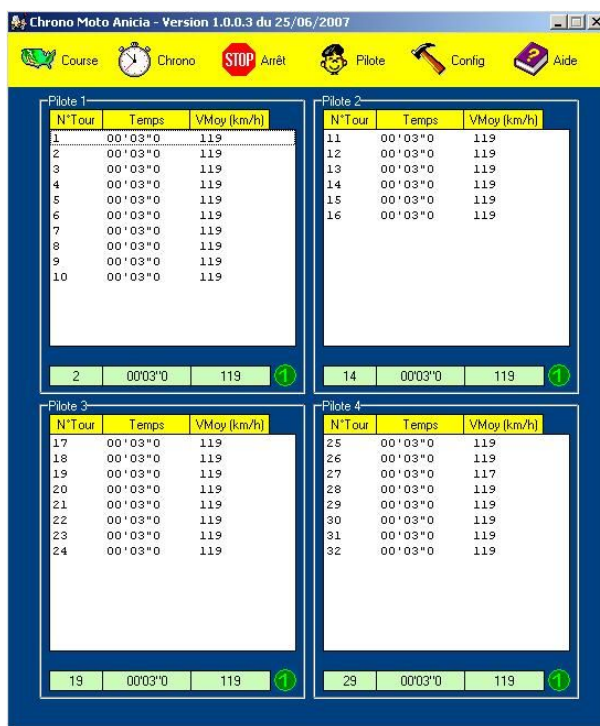 Chrono Moto Anicia - Version 1.0.0.3 du 25/06/2007
Course Chrono STOP Arrêt Pilote Config ? Aide
Pilote 1
N°Tour Temps VMoy (km/h)
1 00'03"0 119
2 00'03"0 119
3 00'03"0 119
4 00'03"0 119
5 00'03"0 119
6 00'03"0 119
7 00'03"0 119
8 00'03"0 119
9 00'03"0 119
10 00'03"0 119
2 00'03"0 119 1
Pilote 2
N°Tour Temps VMoy (km/h)
11 00'03"0 119
12 00'03"0 119
13 00'03"0 119
14 00'03"0 119
15 00'03"0 119
16 00'03"0 119
14 00'03"0 119 1
Pilote 3
N°Tour Temps VMoy (km/h)
17 00'03"0 119
18 00'03"0 119
19 00'03"0 119
20 00'03"0 119
21 00'03"0 119
22 00'03"0 119
23 00'03"0 119
24 00'03"0 119
19 00'03"0 119 1
Pilote 4
N°Tour Temps VMoy (km/h)
25 00'03"0 119
26 00'03"0 119
27 00'03"0 117
28 00'03"0 119
29 00'03"0 119
30 00'03"0 119
31 00'03"0 119
32 00'03"0 119
29 00'03"0 119 1